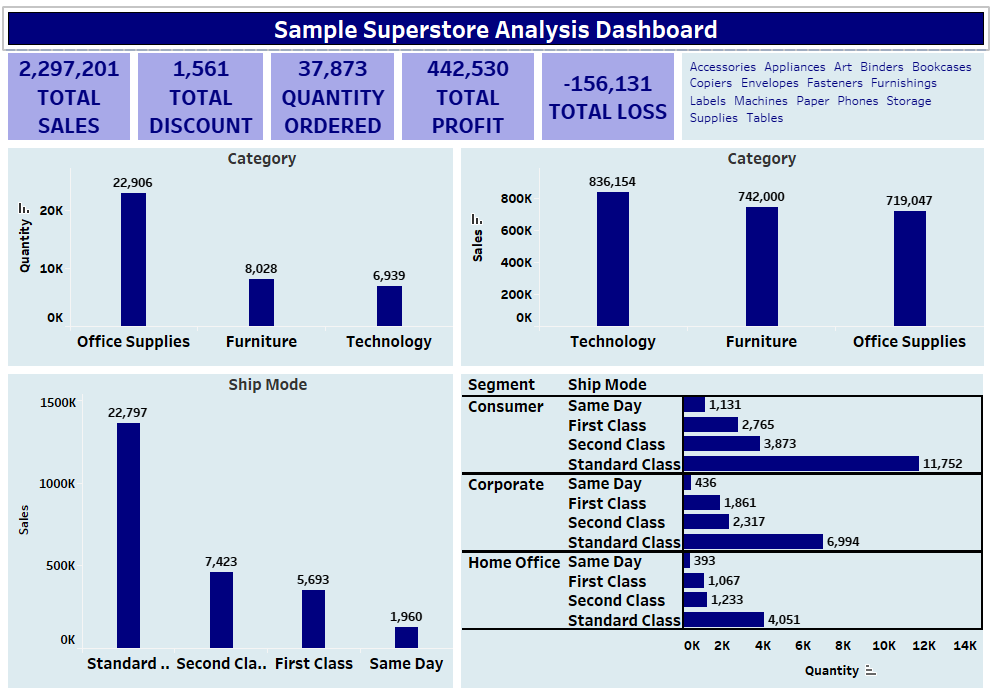 Sample Superstore Analysis Dashboard
2,297,201
TOTAL
SALES
1,561
TOTAL
DISCOUNT
37,873
QUANTITY
ORDERED
442,530
TOTAL
PROFIT
-156,131
TOTAL LOSS
Accessories Appliances Art Binders Bookcases
Copiers Envelopes Fasteners Furnishings
Labels Machines Paper Phones Storage
Supplies Tables
Category
Quantity
20K
10K
0K
22,906
8,028
6,939
Office Supplies Furniture Technology
Category
Sales
800K
600K
400K
200K
0K
836,154
742,000
719,047
Technology Furniture Office Supplies
Ship Mode
Sales
1500K
1000K
500K
0K
22,797
7,423
5,693
1,960
Standard .. Second Cla.. First Class Same Day
Segment Ship Mode
Consumer Same Day 1,131
First Class 2,765
Second Class 3,873
Standard Class 11,752
Corporate Same Day 436
First Class 1,861
Second Class 2,317
Standard Class 6,994
Home Office Same Day 393
First Class 1,067
Second Class 1,233
Standard Class 4,051
0K 2K 4K 6K 8K 10K 12K 14K
Quantity